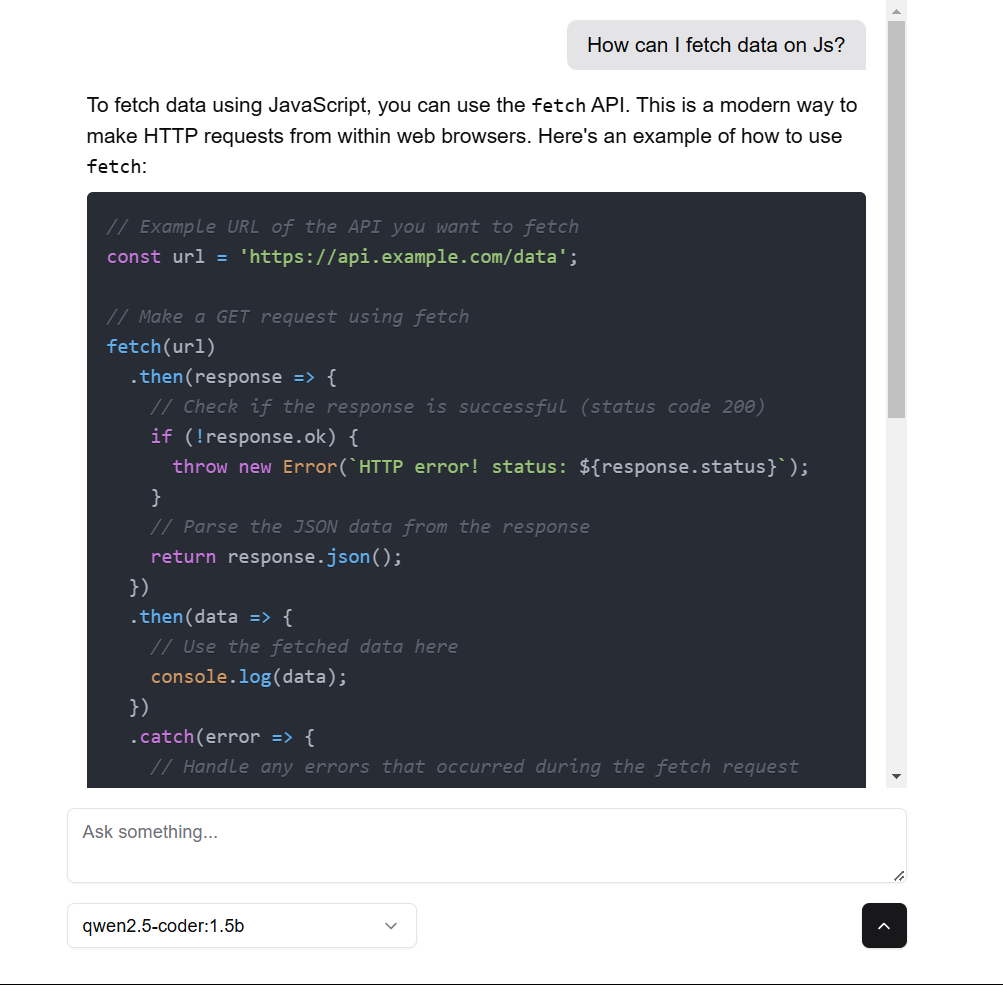 How can I fetch data on Js?
To fetch data using JavaScript, you can use the fetch API. This is a modern way to
make HTTP requests from within web browsers. Here's an example of how to use
fetch:
// Example URL of the API you want to fetch
const url = 'https://api.example.com/data';
// Make a GET request using fetch
fetch(url)
  .then(response => {
    // Check if the response is successful (status code 200)
    if (!response.ok) {
      throw new Error(`HTTP error! status: ${response.status}`);
    }
    // Parse the JSON data from the response
    return response.json();
  })
  .then(data => {
    // Use the fetched data here
    console.log(data);
  })
  .catch(error => {
    // Handle any errors that occurred during the fetch request
Ask something...
qwen2.5-coder:1.5b